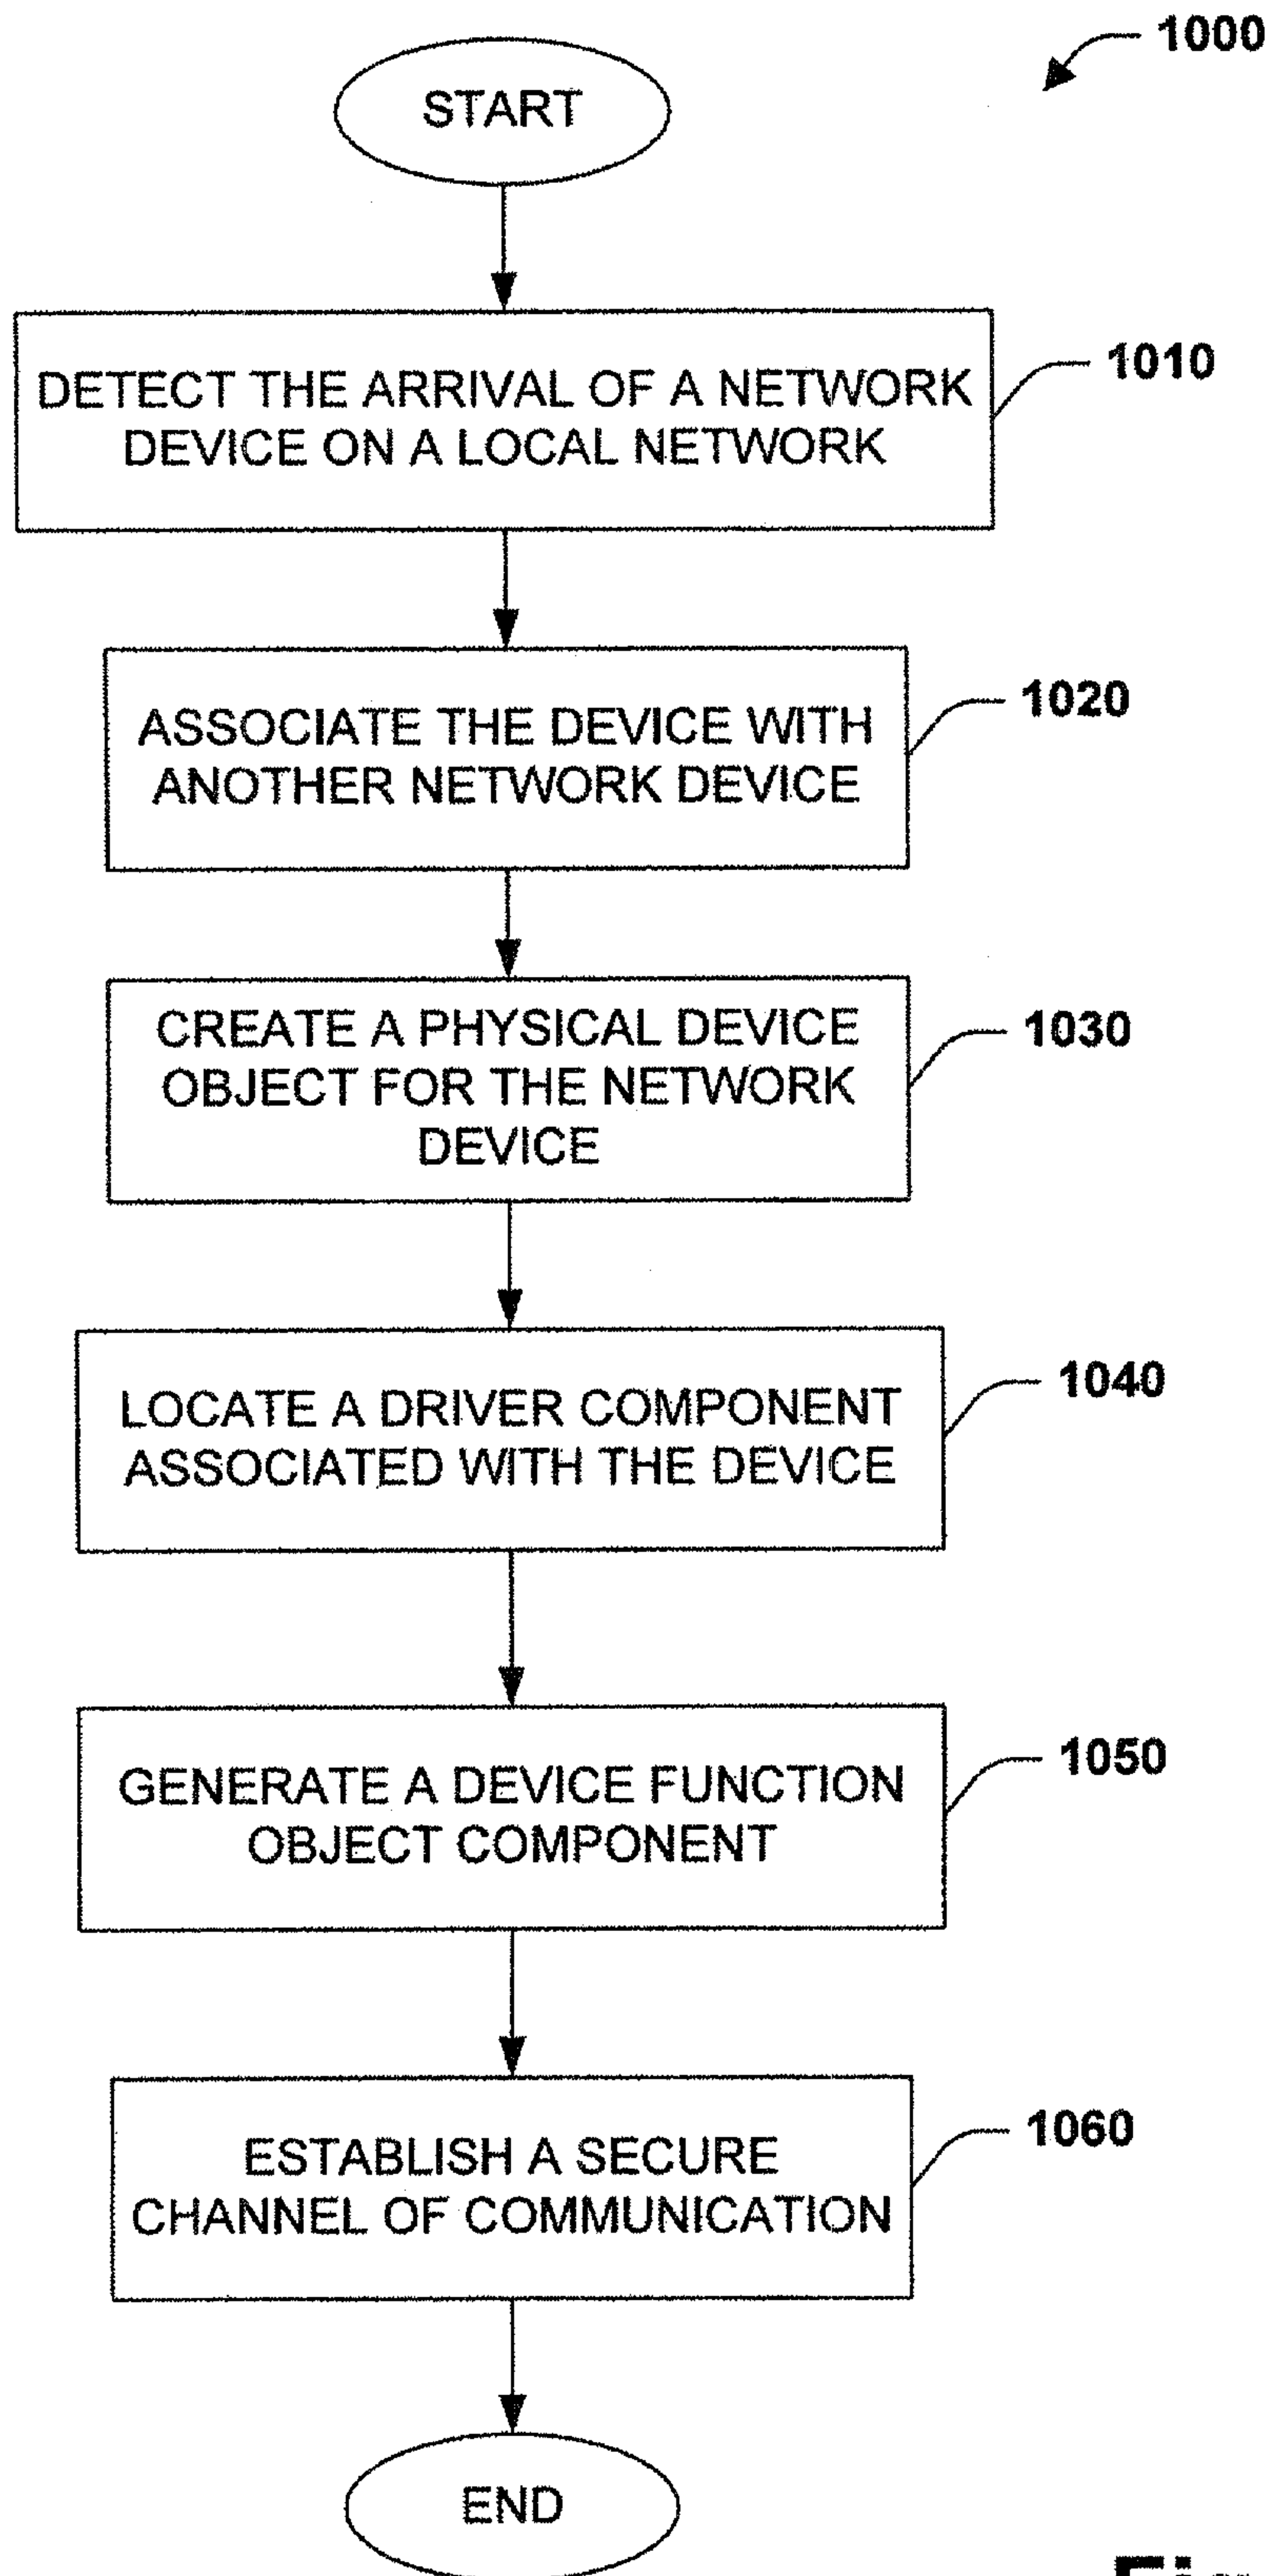 1000
START
DETECT THE ARRIVAL OF A NETWORK
DEVICE ON A LOCAL NETWORK
1010
ASSOCIATE THE DEVICE WITH
ANOTHER NETWORK DEVICE
1020
CREATE A PHYSICAL DEVICE
OBJECT FOR THE NETWORK
DEVICE
1030
LOCATE A DRIVER COMPONENT
ASSOCIATED WITH THE DEVICE
1040
GENERATE A DEVICE FUNCTION
OBJECT COMPONENT
1050
ESTABLISH A SECURE
CHANNEL OF COMMUNICATION
1060
END